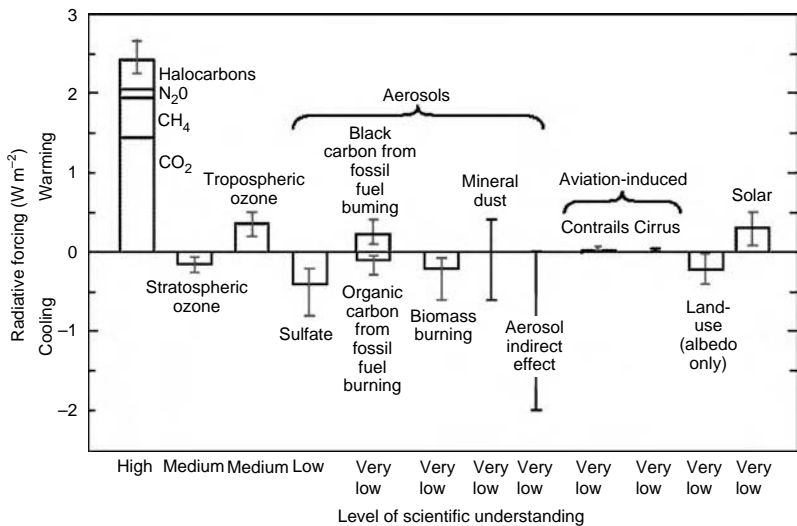 3
2
1
0
−1
−2
Radiative forcing (W m−2)
Cooling
Warming
Halocarbons
N20
CH4
CO2
Stratospheric
ozone
Tropospheric
ozone
Aerosols
Sulfate
Black
carbon from
fossil
fuel
buming
Organic
carbon from
fossil
fuel
burning
Biomass
burning
Mineral
dust
Aerosol
indirect
effect
Aviation-induced
Contrails Cirrus
Land-
use
(albedo
only)
Solar
High
Medium
Medium
Low
Very
low
Very
low
Very
low
Very
low
Very
low
Very
low
Very
low
Very
low
Level of scientific understanding